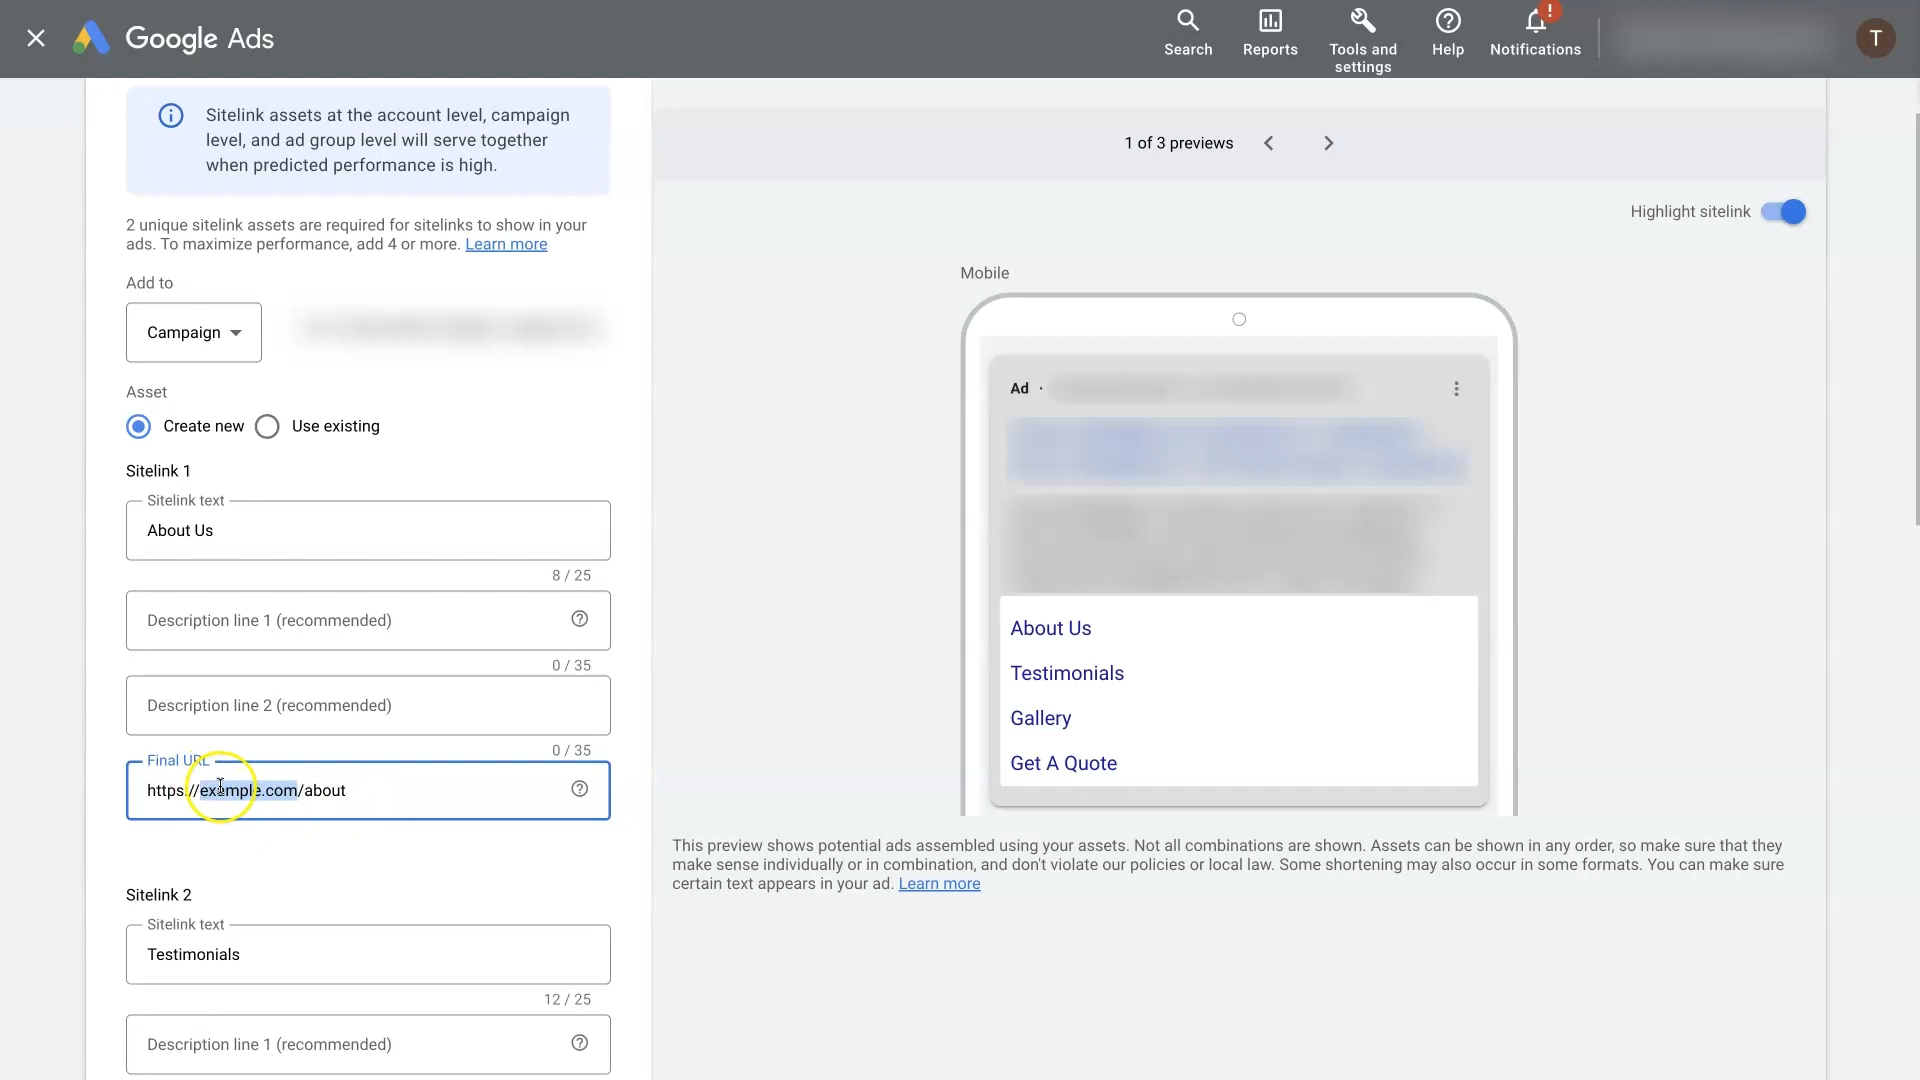 Google Ads
Search
Reports
Tools and
settings
Help
!
Notifications
T
Sitelink assets at the account level, campaign
level, and ad group level will serve together
when predicted performance is high.
2 unique sitelink assets are required for sitelinks to show in your
ads. To maximize performance, add 4 or more. Learn more
Add to
Campaign
Asset
Create new
Use existing
Sitelink 1
Sitelink text
About Us
8 / 25
Description line 1 (recommended)
0 / 35
Description line 2 (recommended)
0 / 35
Final URL
https://example.com/about
Sitelink 2
Sitelink text
Testimonials
12 / 25
Description line 1 (recommended)
1 of 3 previews
Highlight sitelink
Mobile
Ad ·
About Us
Testimonials
Gallery
Get A Quote
This preview shows potential ads assembled using your assets. Not all combinations are shown. Assets can be shown in any order, so make sure that they
make sense individually or in combination, and don't violate our policies or local law. Some shortening may also occur in some formats. You can make sure
certain text appears in your ad. Learn more